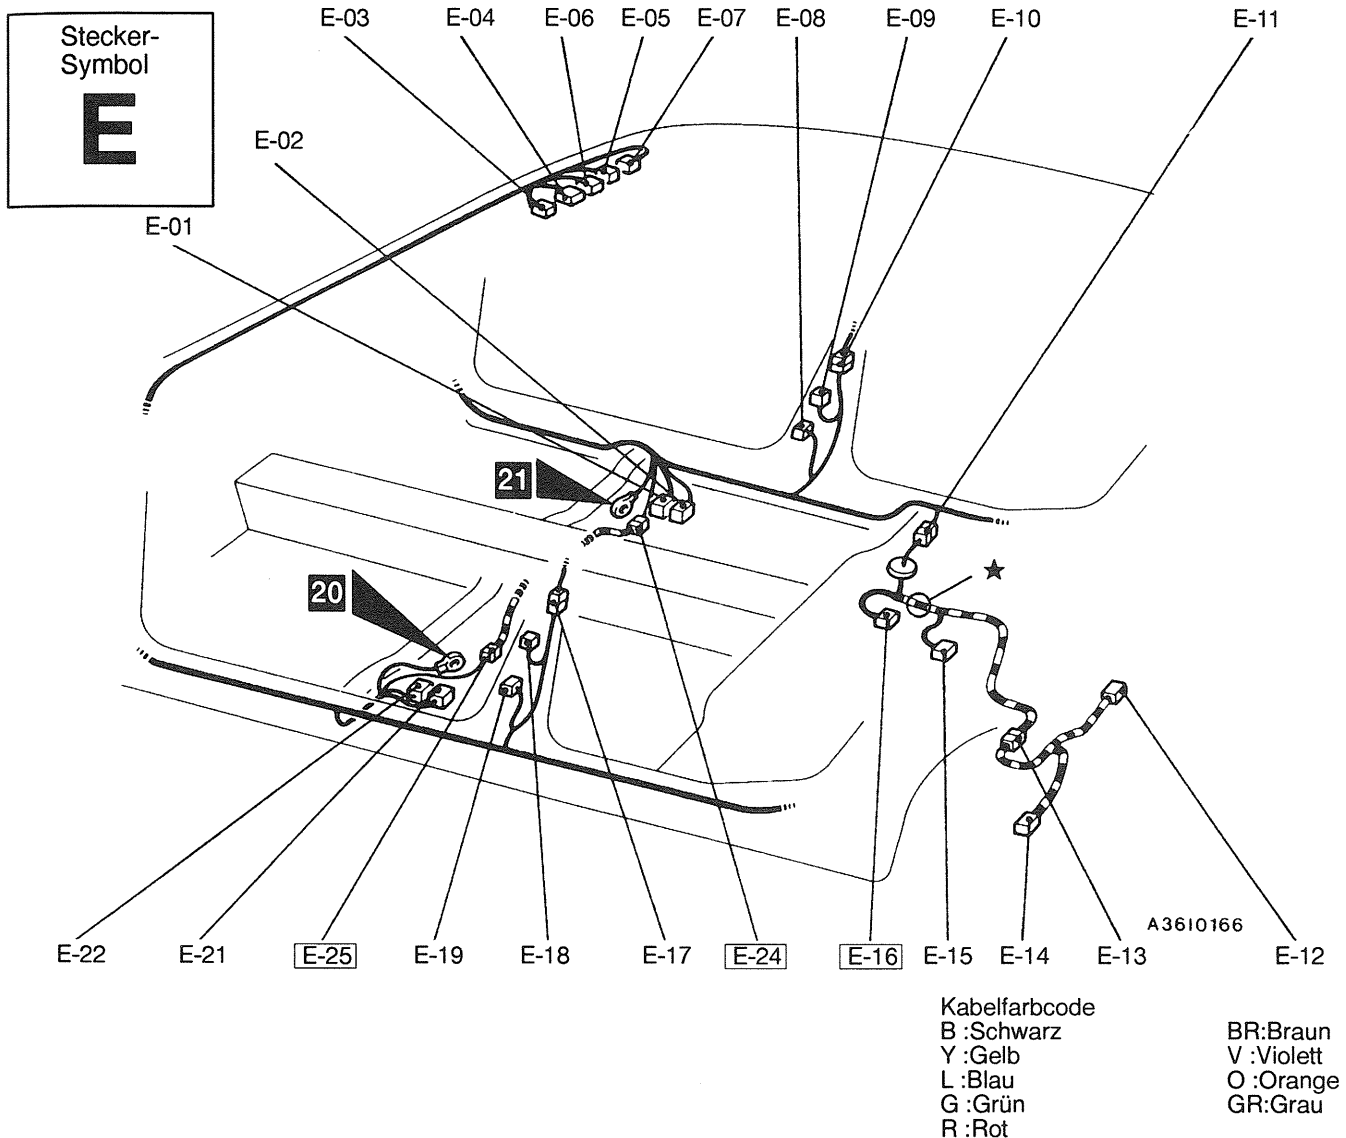 Stecker-
Symbol
E
E-03
E-04
E-06
E-05
E-07
E-08
E-09
E-10
E-11
E-02
E-01
21
20
★
A36I0166
E-22
E-21
E-25
E-19
E-18
E-17
E-24
E-16
E-15
E-14
E-13
E-12
Kabelfarbcode
B :Schwarz
Y :Gelb
L :Blau
G :Grün
R :Rot
BR:Braun
V :Violett
O :Orange
GR:Grau